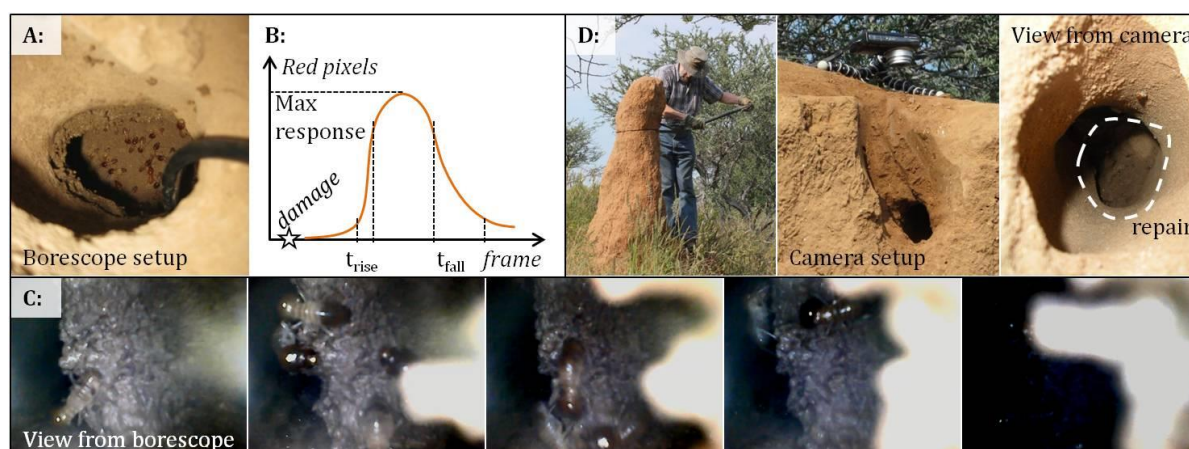 A:
Borescope setup
B:
Red pixels
Max
response
damage
t_rise
t_fall
frame
D:
Camera setup
View from camera
repair
C:
View from borescope